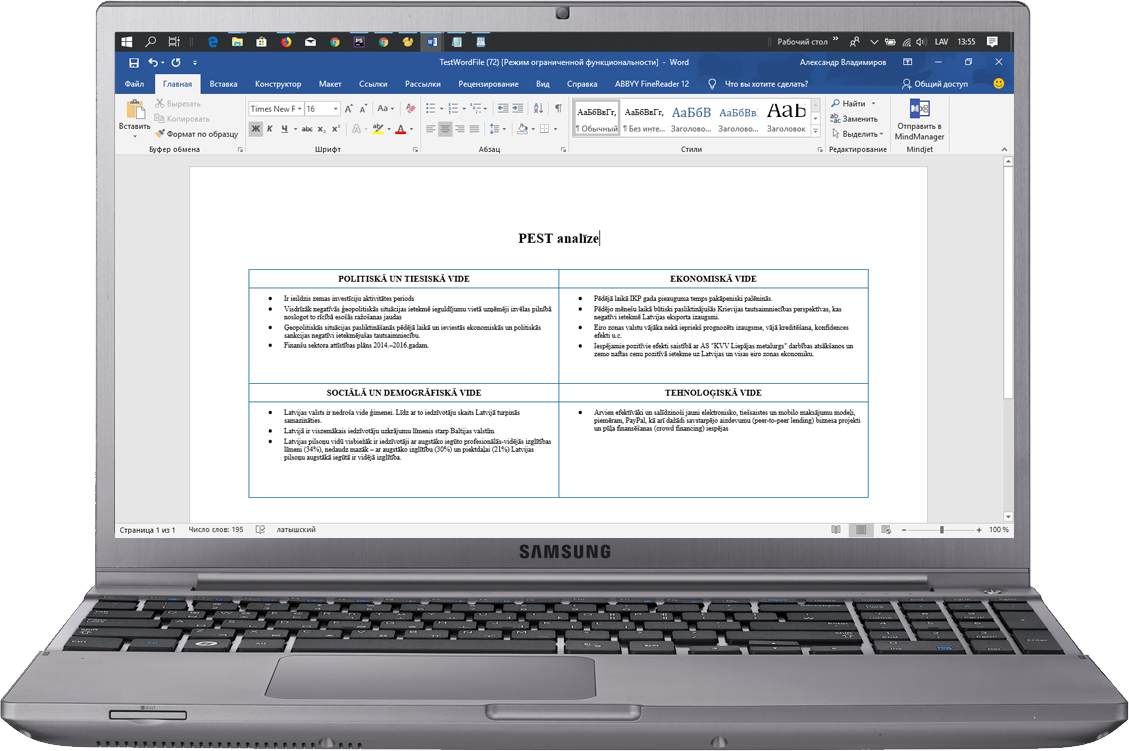 Рабочий стол
LAV
13:55
TestWordFile (72) [Режим ограниченной функциональности] - Word
Александр Владимиров
Файл Главная Вставка Конструктор Макет Ссылки Рассылки Рецензирование Вид Справка ABBYY FineReader 12 Что вы хотите сделать? Общий доступ
Вставить
Вырезать
Копировать
Формат по образцу
Буфер обмена
Times New F 16
Ж К Ч
Шрифт
Абзац
АаБбВвГг, АаБбВвГг, АаБбВ АаБбВв АаЬ
¶ Обычный ¶ Без инте... Заголово... Заголово... Заголовок
Стили
Найти
Заменить
Выделить
Редактирование
Отправить в
MindManager
Mindjet
PEST analīze
POLITISKĀ UN TIESISKĀ VIDE
Ir ieildzis zemas investīciju aktivitātes periods
Visdrīzāk negatīvās ģeopolitiskās situācijas ietekmē ieguldījumu vietā uzņēmēji izvēlas pilnībā
noslogot to rīcībā esošās ražošanas jaudas
Ģeopolitiskās situācijas pasliktināšanās pēdējā laikā un ieviestās ekonomiskās un politiskās
sankcijas negatīvi ietekmējušas tautsaimniecību.
Finanšu sektora attīstības plāns 2014.–2016.gadam.
EKONOMISKĀ VIDE
Pēdējā laikā IKP gada pieauguma temps pakāpeniski palēninās.
Pēdējo mēnešu laikā būtiski pasliktinājušās Krievijas tautsaimniecības perspektīvas, kas
negatīvi ietekmē Latvijas eksporta izaugsmi.
Eiro zonas valstu vājāka nekā iepriekš prognozēts izaugsme, vājā kreditēšana, konfidences
efekti u.c.
Iespējamie pozitīvie efekti saistībā ar AS "KVV Liepājas metalurgs" darbības atsākšanos un
zemo naftas cenu pozitīvā ietekme uz Latvijas un visas eiro zonas ekonomiku.
SOCIĀLĀ UN DEMOGRĀFISKĀ VIDE
Latvijas valsts ir nedroša vide ģimenei. Līdz ar to iedzīvotāju skaits Latvijā turpinās
samazināties.
Latvijā ir viszemākais iedzīvotāju uzkrājumu līmenis starp Baltijas valstīm
Latvijas pilsoņu vidū visbiežāk ir iedzīvotāji ar augstāko iegūto profesionālās-vidējās izglītības
līmeni (34%), nedaudz mazāk – ar augstāko izglītību (30%) un piektdaļai (21%) Latvijas
pilsoņu augstākā iegūtā ir vidējā izglītība.
TEHNOLOĢISKĀ VIDE
Arvien efektīvāki un salīdzinoši jauni elektronisko, tiešsaistes un mobilo maksājumu modeļi,
piemēram, PayPal, kā arī dažādi savstarpējo aizdevumu (peer-to-peer lending) biznesa projekti
un pūļa finansēšanas (crowd financing) iespējas
Страница 1 из 1 Число слов: 195 латышский
100 %
SAMSUNG